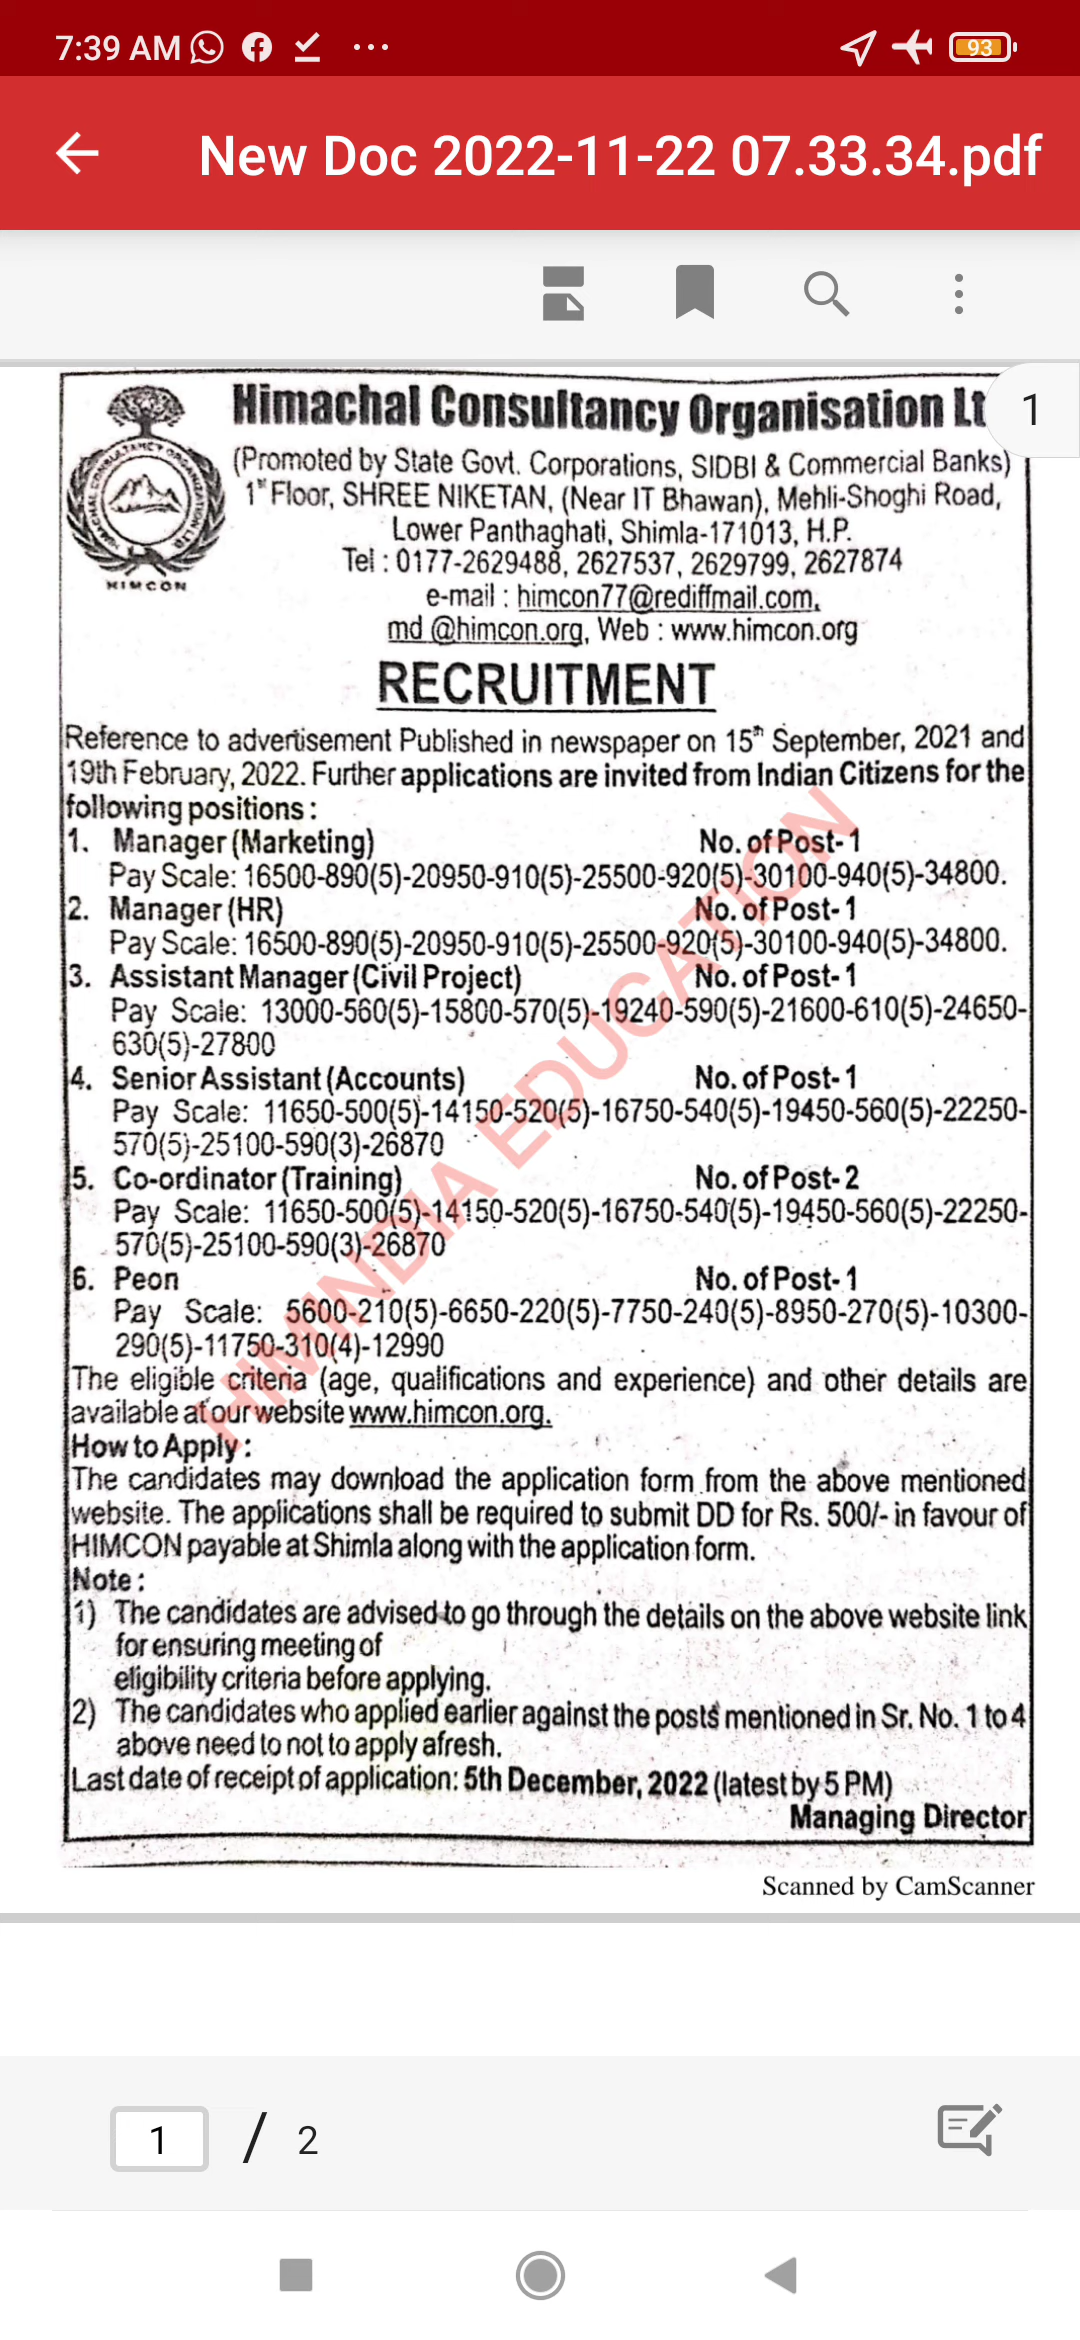 7:39 AM
93
New Doc 2022-11-22 07.33.34.pdf
1
Himachal Consultancy Organisation Lt
(Promoted by State Govt. Corporations, SIDBI & Commercial Banks)
1st Floor, SHREE NIKETAN, (Near IT Bhawan), Mehli-Shoghi Road,
Lower Panthaghati, Shimla-171013, H.P.
Tel : 0177-2629488, 2627537, 2629799, 2627874
e-mail : himcon77@rediffmail.com,
md @himcon.org, Web : www.himcon.org
HIMACHAL CONSULTANCY ORGANIZATION LTD
HIMCON
RECRUITMENT
Reference to advertisement Published in newspaper on 15th September, 2021 and
19th February, 2022. Further applications are invited from Indian Citizens for the
following positions :
1. Manager (Marketing) No. of Post- 1
Pay Scale: 16500-890(5)-20950-910(5)-25500-920(5)-30100-940(5)-34800.
2. Manager (HR) No. of Post- 1
Pay Scale: 16500-890(5)-20950-910(5)-25500-920(5)-30100-940(5)-34800.
3. Assistant Manager (Civil Project) No. of Post- 1
Pay Scale: 13000-560(5)-15800-570(5)-19240-590(5)-21600-610(5)-24650-
630(5)-27800
4. Senior Assistant (Accounts) No. of Post- 1
Pay Scale: 11650-500(5)-14150-520(5)-16750-540(5)-19450-560(5)-22250-
570(5)-25100-590(3)-26870
5. Co-ordinator (Training) No. of Post- 2
Pay Scale: 11650-500(5)-14150-520(5)-16750-540(5)-19450-560(5)-22250-
570(5)-25100-590(3)-26870
6. Peon No. of Post- 1
Pay Scale: 5600-210(5)-6650-220(5)-7750-240(5)-8950-270(5)-10300-
290(5)-11750-310(4)-12990
The eligible criteria (age, qualifications and experience) and other details are
available at our website www.himcon.org.
How to Apply :
The candidates may download the application form from the above mentioned
website. The applications shall be required to submit DD for Rs. 500/- in favour of
HIMCON payable at Shimla along with the application form.
Note :
1) The candidates are advised to go through the details on the above website link
for ensuring meeting of
eligibility criteria before applying.
2) The candidates who applied earlier against the posts mentioned in Sr. No. 1 to 4
above need to not to apply afresh.
Last date of receipt of application: 5th December, 2022 (latest by 5 PM)
Managing Director
HIMINDIA EDUCATION
Scanned by CamScanner
1 / 2